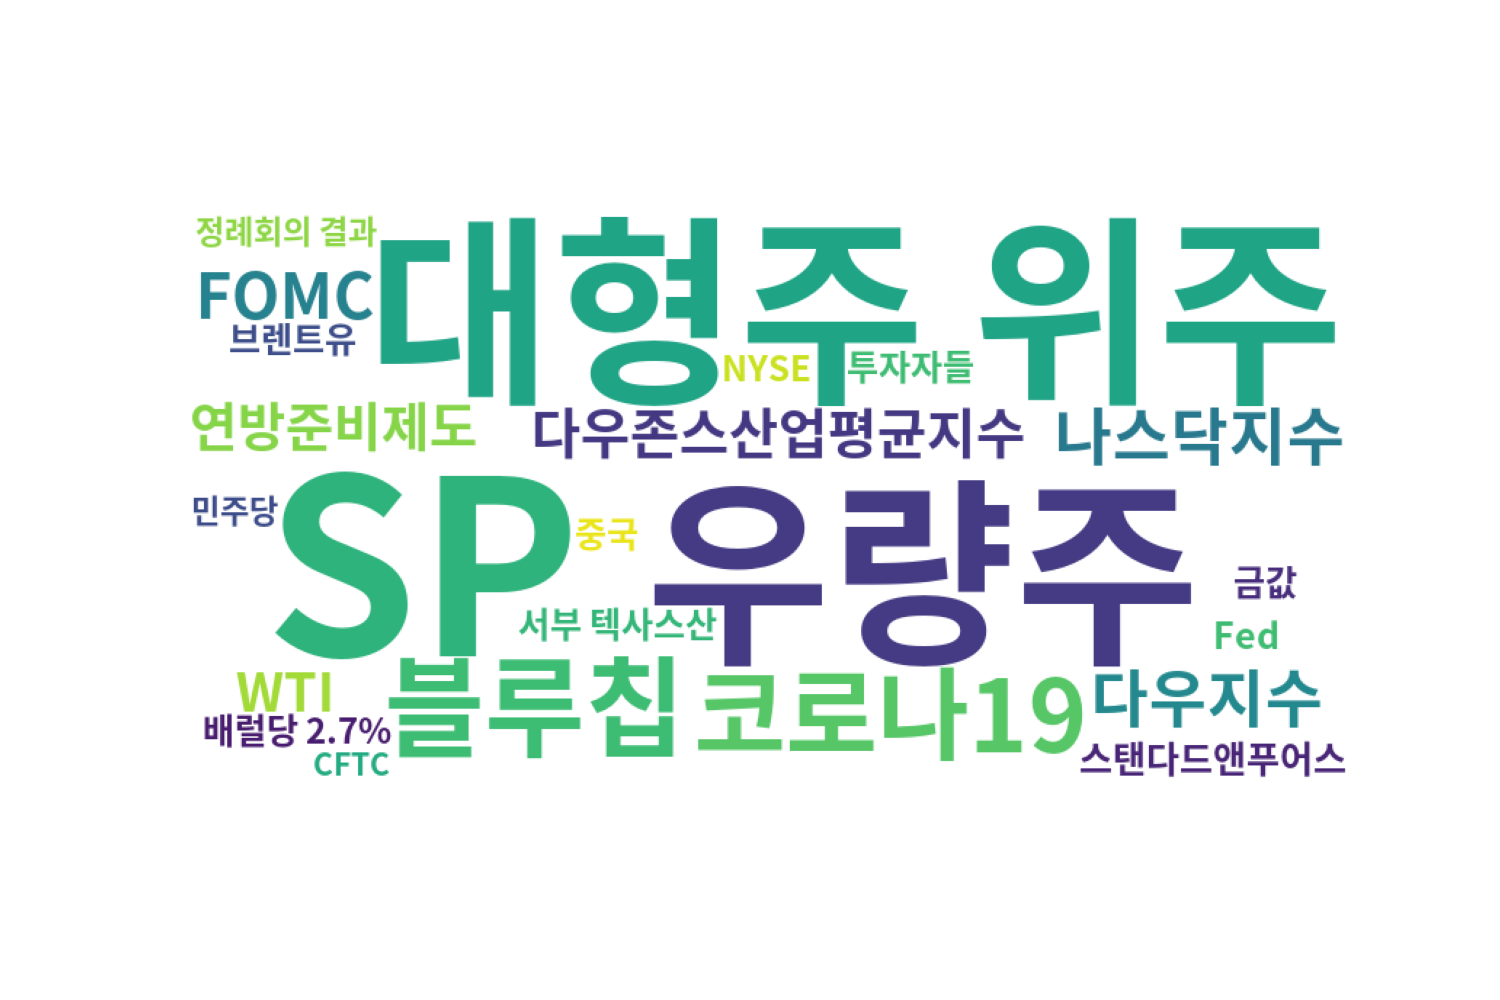 정례회의 결과
대형주 위주
FOMC
브렌트유
NYSE
투자자들
연방준비제도
다우존스산업평균지수
나스닥지수
SP
우량주
민주당
중국
금값
서부 텍사스산
Fed
WTI
블루칩
코로나19
다우지수
배럴당 2.7%
CFTC
스탠다드앤푸어스